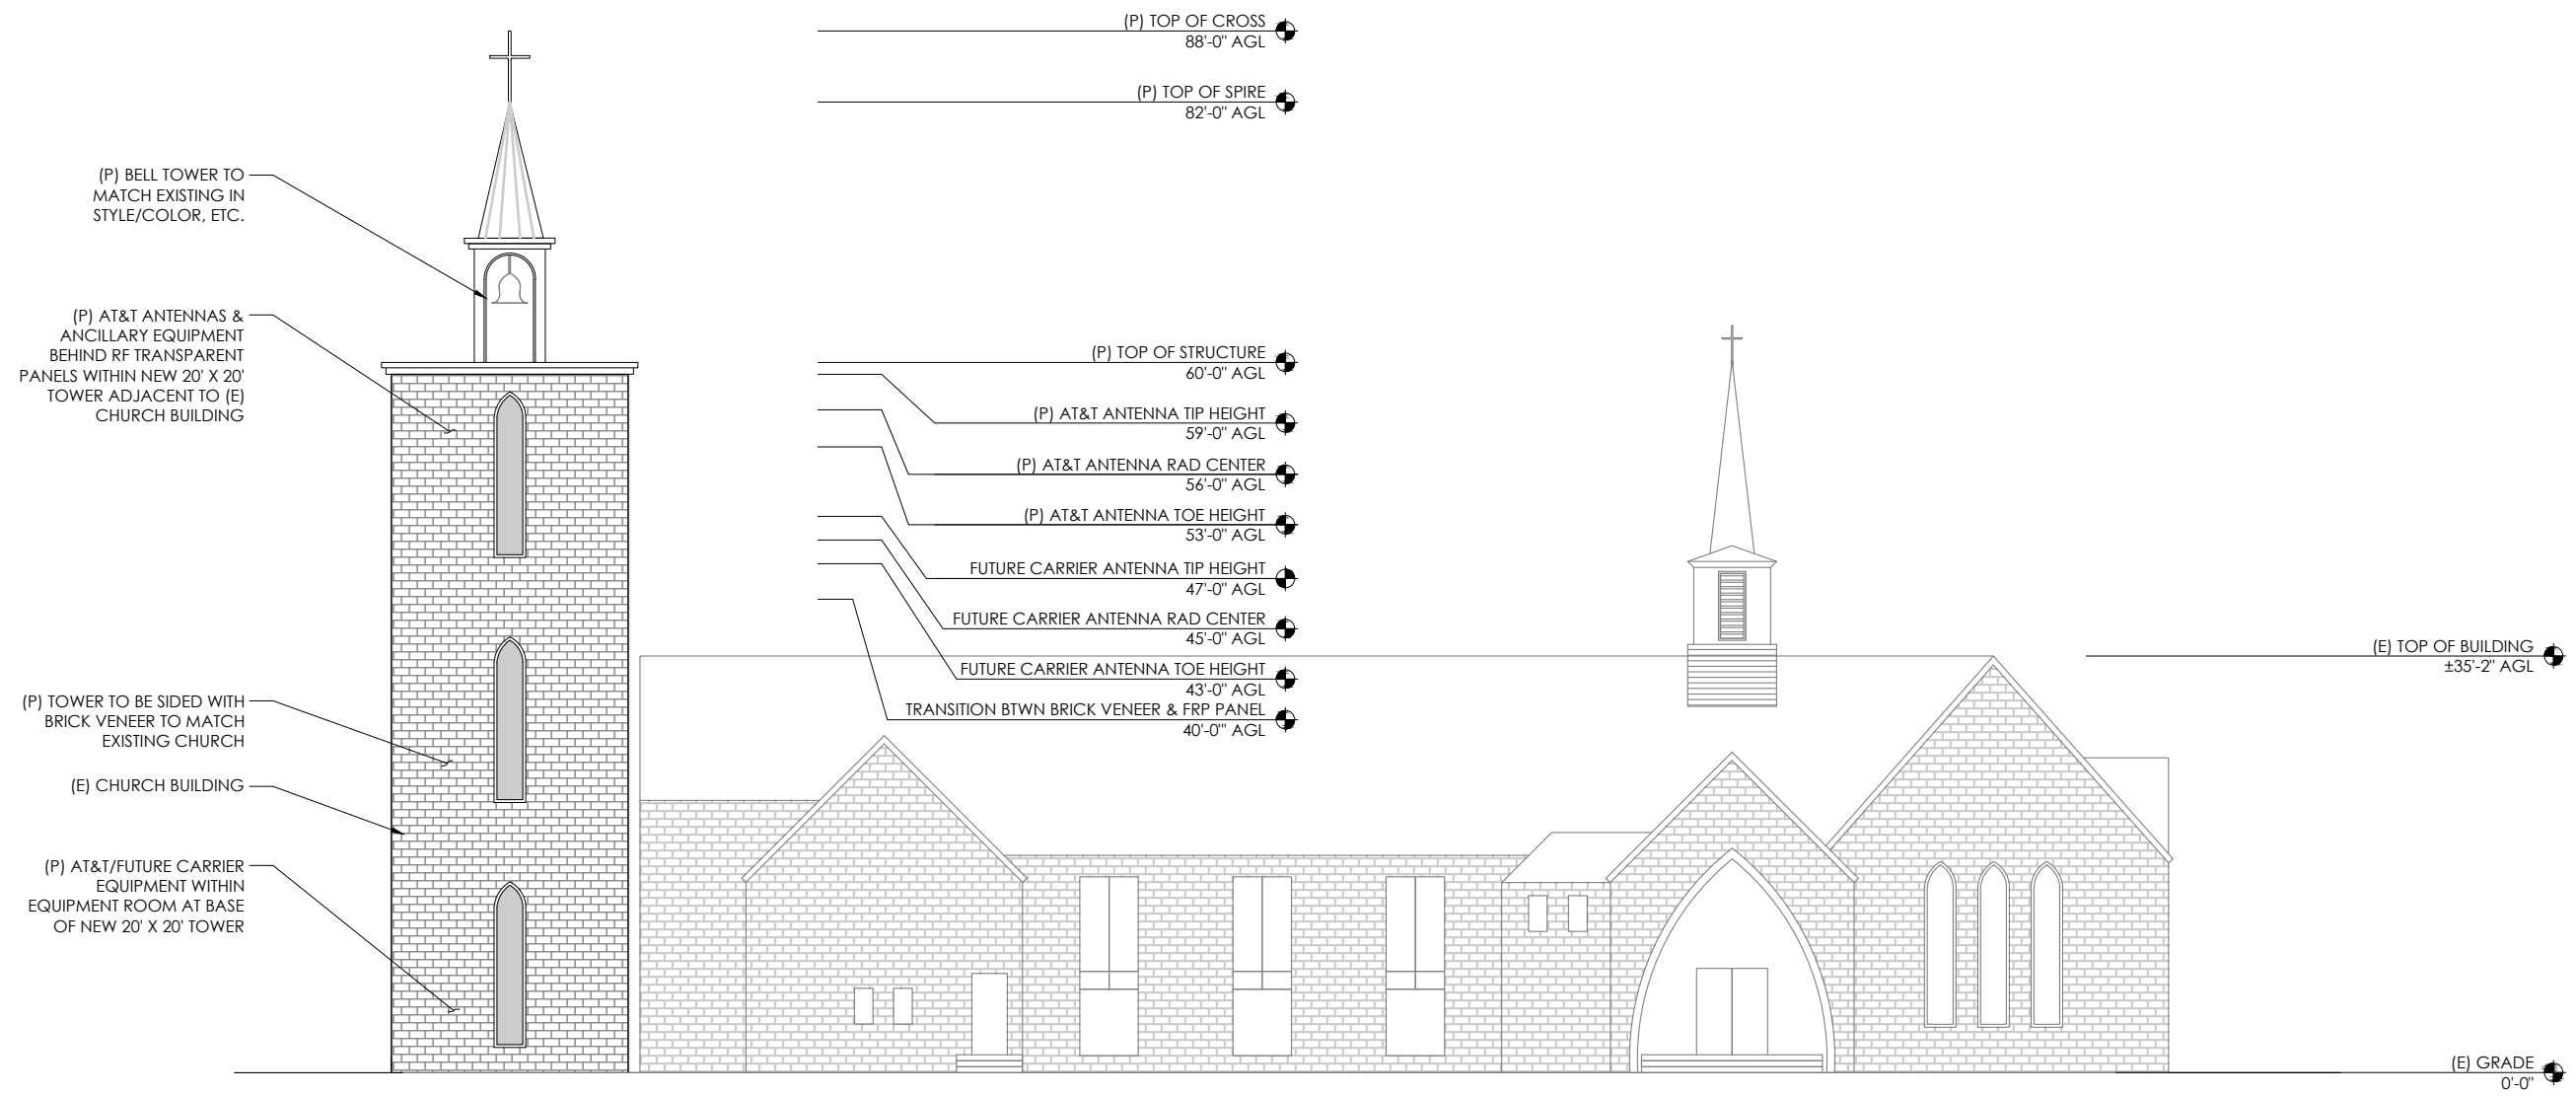 (P) TOP OF CROSS
88'-0" AGL
(P) TOP OF SPIRE
82'-0" AGL
(P) BELL TOWER TO
MATCH EXISTING IN
STYLE/COLOR, ETC.
(P) AT&T ANTENNAS &
ANCILLARY EQUIPMENT
BEHIND RF TRANSPARENT
PANELS WITHIN NEW 20' X 20'
TOWER ADJACENT TO (E)
CHURCH BUILDING
(P) TOWER TO BE SIDED WITH
BRICK VENEER TO MATCH
EXISTING CHURCH
(E) CHURCH BUILDING
(P) AT&T/FUTURE CARRIER
EQUIPMENT WITHIN
EQUIPMENT ROOM AT BASE
OF NEW 20' X 20' TOWER
(P) TOP OF STRUCTURE
60'-0" AGL
(P) AT&T ANTENNA TIP HEIGHT
59'-0" AGL
(P) AT&T ANTENNA RAD CENTER
56'-0" AGL
(P) AT&T ANTENNA TOE HEIGHT
53'-0" AGL
FUTURE CARRIER ANTENNA TIP HEIGHT
47'-0" AGL
FUTURE CARRIER ANTENNA RAD CENTER
45'-0" AGL
FUTURE CARRIER ANTENNA TOE HEIGHT
43'-0" AGL
TRANSITION BTWN BRICK VENEER & FRP PANEL
40'-0'" AGL
(E) TOP OF BUILDING
±35'-2" AGL
(E) GRADE
0'-0"